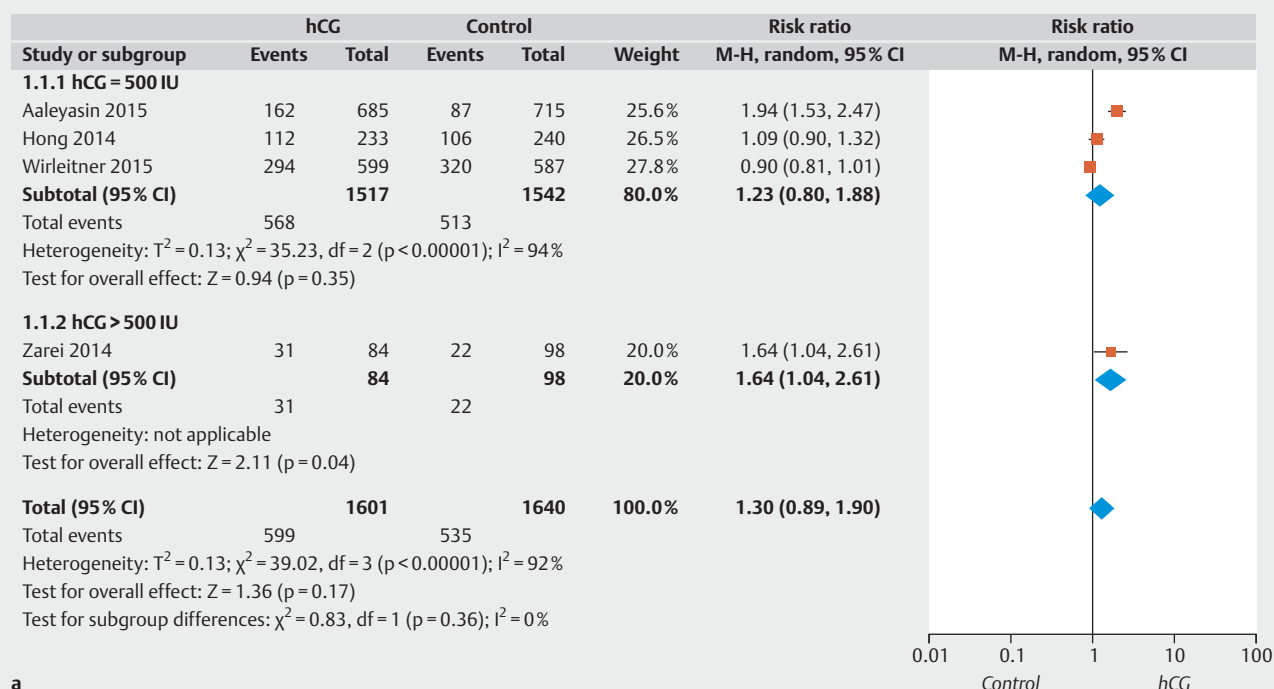 hCG Control Risk ratio Risk ratio
Study or subgroup Events Total Events Total Weight M-H, random, 95% CI M-H, random, 95% CI
1.1.1 hCG = 500 IU
Aaleyasin 2015 162 685 87 715 25.6% 1.94 (1.53, 2.47)
Hong 2014 112 233 106 240 26.5% 1.09 (0.90, 1.32)
Wirleitner 2015 294 599 320 587 27.8% 0.90 (0.81, 1.01)
Subtotal (95% CI) 1517 1542 80.0% 1.23 (0.80, 1.88)
Total events 568 513
Heterogeneity: T² = 0.13; χ² = 35.23, df = 2 (p < 0.00001); I² = 94%
Test for overall effect: Z = 0.94 (p = 0.35)
1.1.2 hCG > 500 IU
Zarei 2014 31 84 22 98 20.0% 1.64 (1.04, 2.61)
Subtotal (95% CI) 84 98 20.0% 1.64 (1.04, 2.61)
Total events 31 22
Heterogeneity: not applicable
Test for overall effect: Z = 2.11 (p = 0.04)
Total (95% CI) 1601 1640 100.0% 1.30 (0.89, 1.90)
Total events 599 535
Heterogeneity: T² = 0.13; χ² = 39.02, df = 3 (p < 0.00001); I² = 92%
Test for overall effect: Z = 1.36 (p = 0.17)
Test for subgroup differences: χ² = 0.83, df = 1 (p = 0.36); I² = 0%
0.01 0.1 1 10 100
a Control hCG